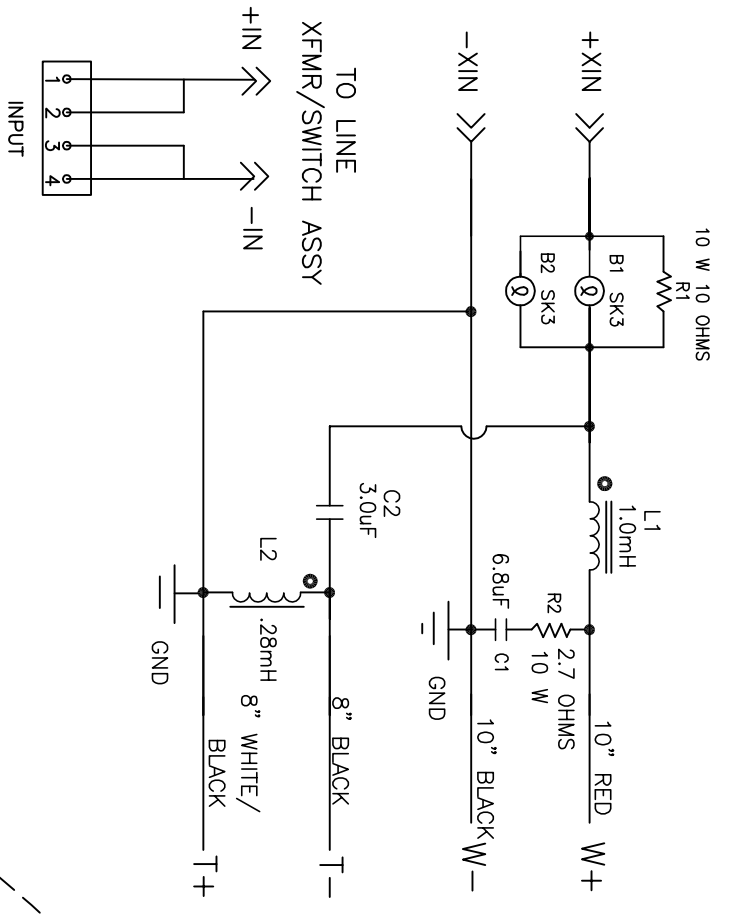 10 W 10 OHMS
R1
B1 SK3
B2 SK3
+XIN
-XIN
L1
1.0mH
R2
2.7 OHMS
10 W
6.8uF
C1
GND
10" RED
W+
10" BLACK
W-
C2
3.0uF
L2
.28mH
GND
8" BLACK
T-
8" WHITE/
BLACK
T+
TO LINE
XFMR/SWITCH ASSY
+IN
-IN
1
2
3
4
INPUT